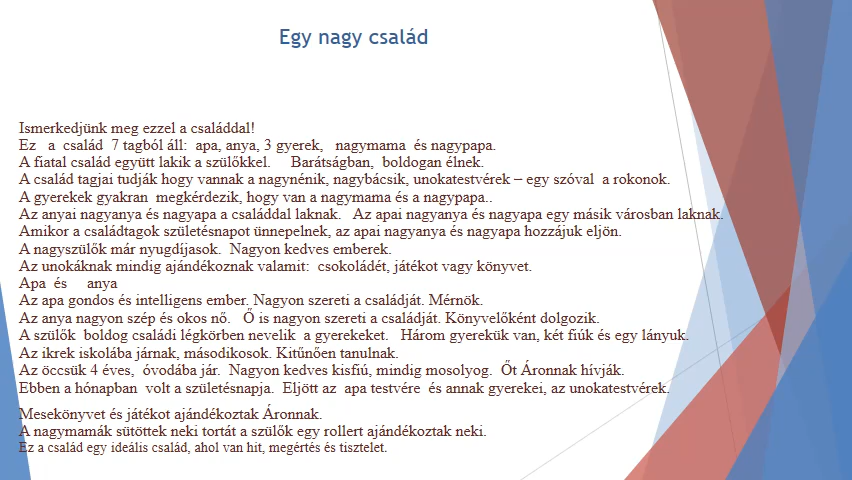 Egy nagy család
Ismerkedjünk meg ezzel a családdal!
Ez a család 7 tagból áll: apa, anya, 3 gyerek, nagymama és nagypapa.
A fiatal család együtt lakik a szülőkkel. Barátságban, boldogan élnek.
A család tagjai tudják hogy vannak a nagynénik, nagybácsik, unokatestvérek – egy szóval a rokonok.
A gyerekek gyakran megkérdezik, hogy van a nagymama és a nagypapa..
Az anyai nagyanya és nagyapa a családdal laknak. Az apai nagyanya és nagyapa egy másik városban laknak.
Amikor a családtagok születésnapot ünnepelnek, az apai nagyanya és nagyapa hozzájuk eljön.
A nagyszülők már nyugdíjasok. Nagyon kedves emberek.
Az unokáknak mindig ajándékoznak valamit: csokoládét, játékot vagy könyvet.
Apa és anya
Az apa gondos és intelligens ember. Nagyon szereti a családját. Mérnök.
Az anya nagyon szép és okos nő. Ő is nagyon szereti a családját. Könyvelőként dolgozik.
A szülők boldog családi légkörben nevelik a gyerekeket. Három gyerekük van, két fiúk és egy lányuk.
Az ikrek iskolába járnak, másodikosok. Kitűnően tanulnak.
Az öccsük 4 éves, óvodába jár. Nagyon kedves kisfiú, mindig mosolyog. Őt Áronnak hívják.
Ebben a hónapban volt a születésnapja. Eljött az apa testvére és annak gyerekei, az unokatestvérek.
Mesekönyvet és játékot ajándékoztak Áronnak.
A nagymamák sütöttek neki tortát a szülők egy rollert ajándékoztak neki.
Ez a család egy ideális család, ahol van hit, megértés és tisztelet.